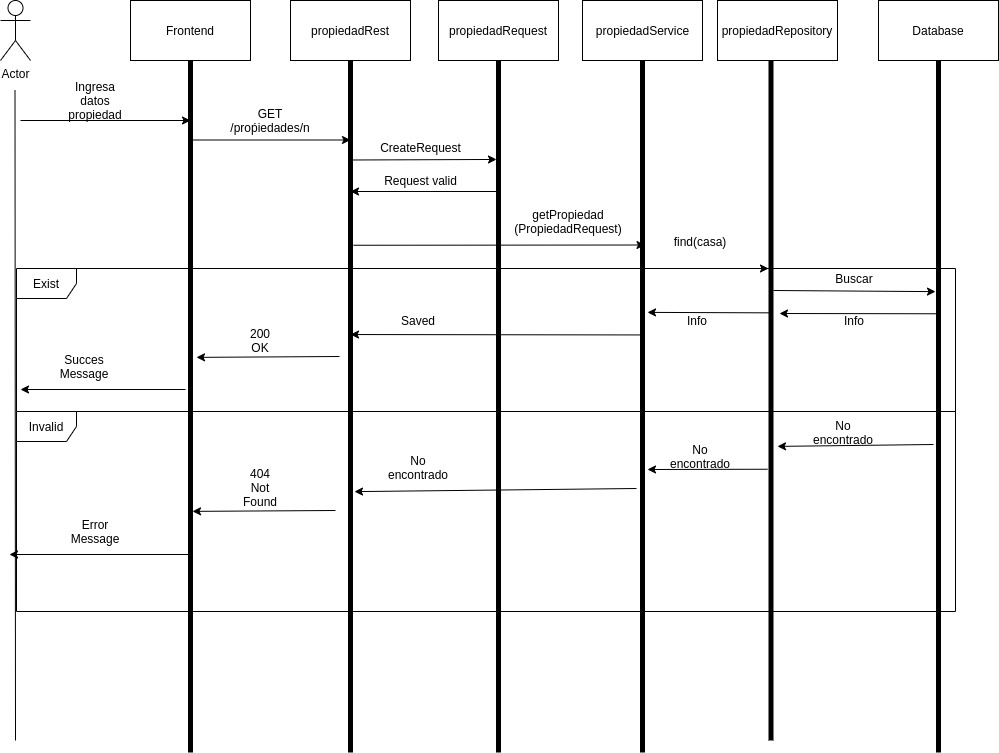 Frontend
propiedadRest
propiedadRequest
propiedadService
propiedadRepository
Database
Actor
Ingresa
datos
propiedad
GET
/propiedades/n
CreateRequest
Request valid
getPropiedad
(PropiedadRequest)
find(casa)
Exist
Buscar
Info
Info
Saved
200
OK
Succes
Message
Invalid
No
encontrado
No
encontrado
No
encontrado
404
Not
Found
Error
Message